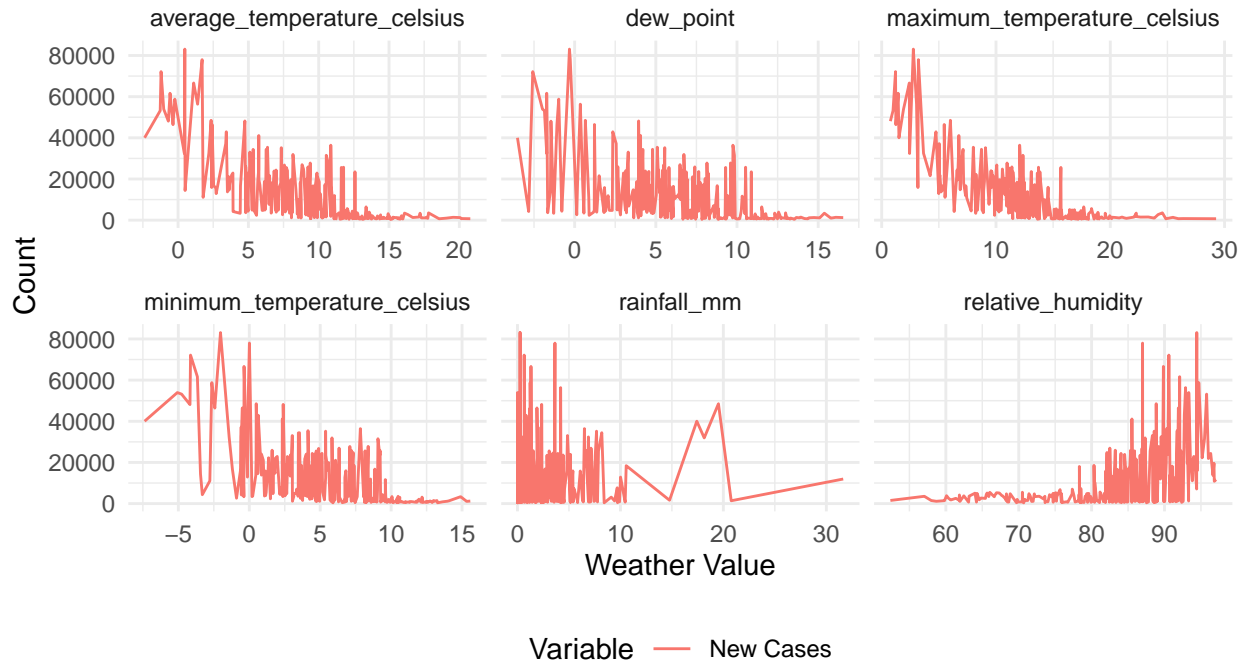 average_temperature_celsius
dew_point
maximum_temperature_celsius
80000
60000
40000
20000
0
0 5 10 15 20
0 5 10 15
0 10 20 30
Count
minimum_temperature_celsius
rainfall_mm
relative_humidity
80000
60000
40000
20000
0
−5 0 5 10 15
0 10 20 30
60 70 80 90
Weather Value
Variable New Cases